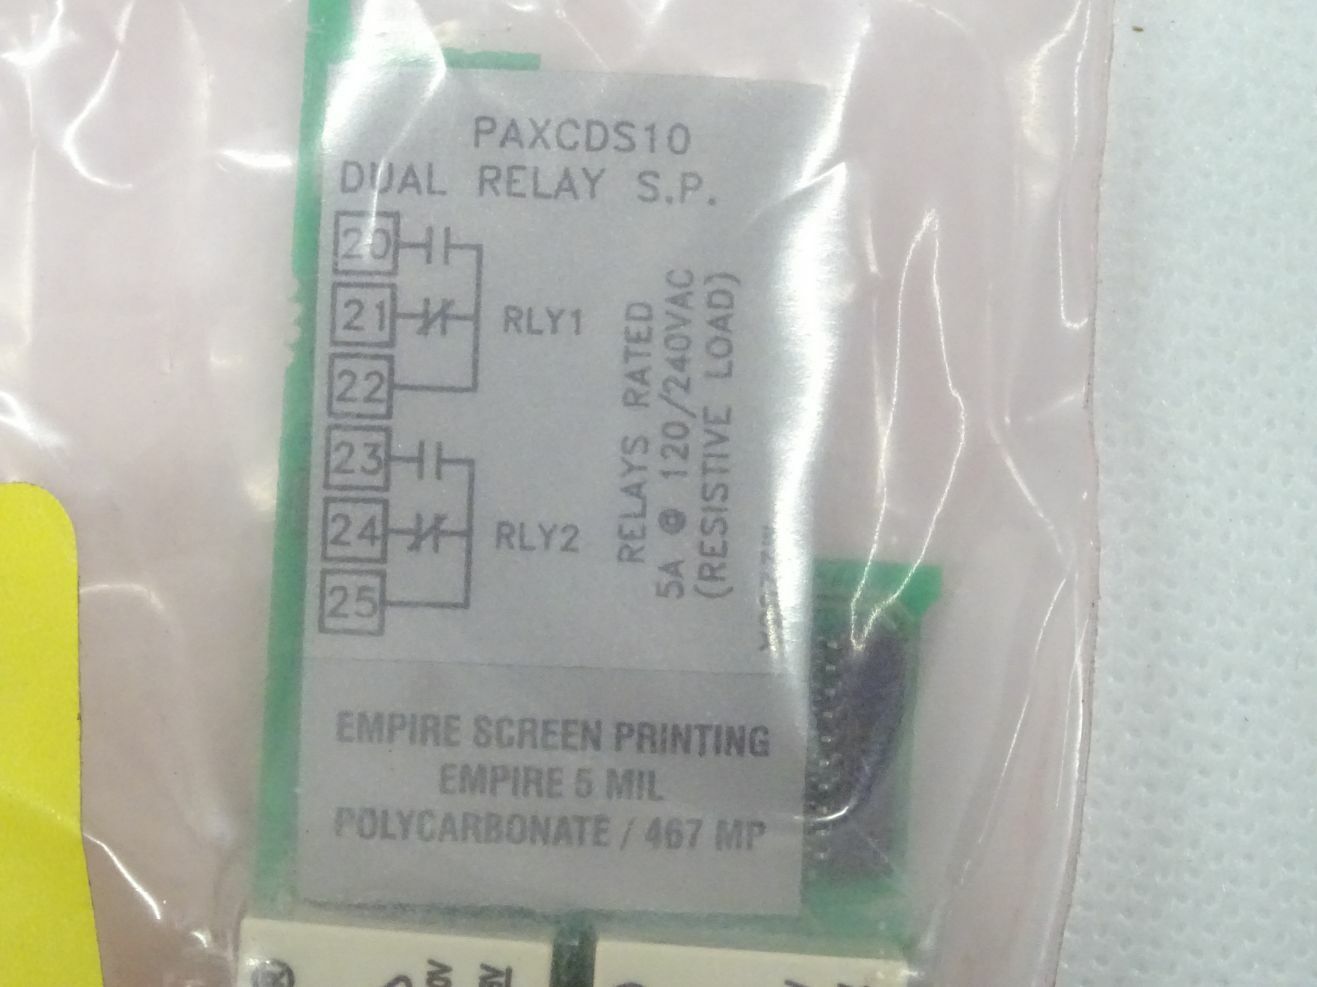 PAXCDS10
DUAL RELAY S.P.
20
21
RLY1
22
23
24
RLY2
25
RELAYS RATED
5A @ 120/240VAC
(RESISTIVE LOAD)
EMPIRE SCREEN PRINTING
EMPIRE 5 MIL
POLYCARBONATE / 467 MP